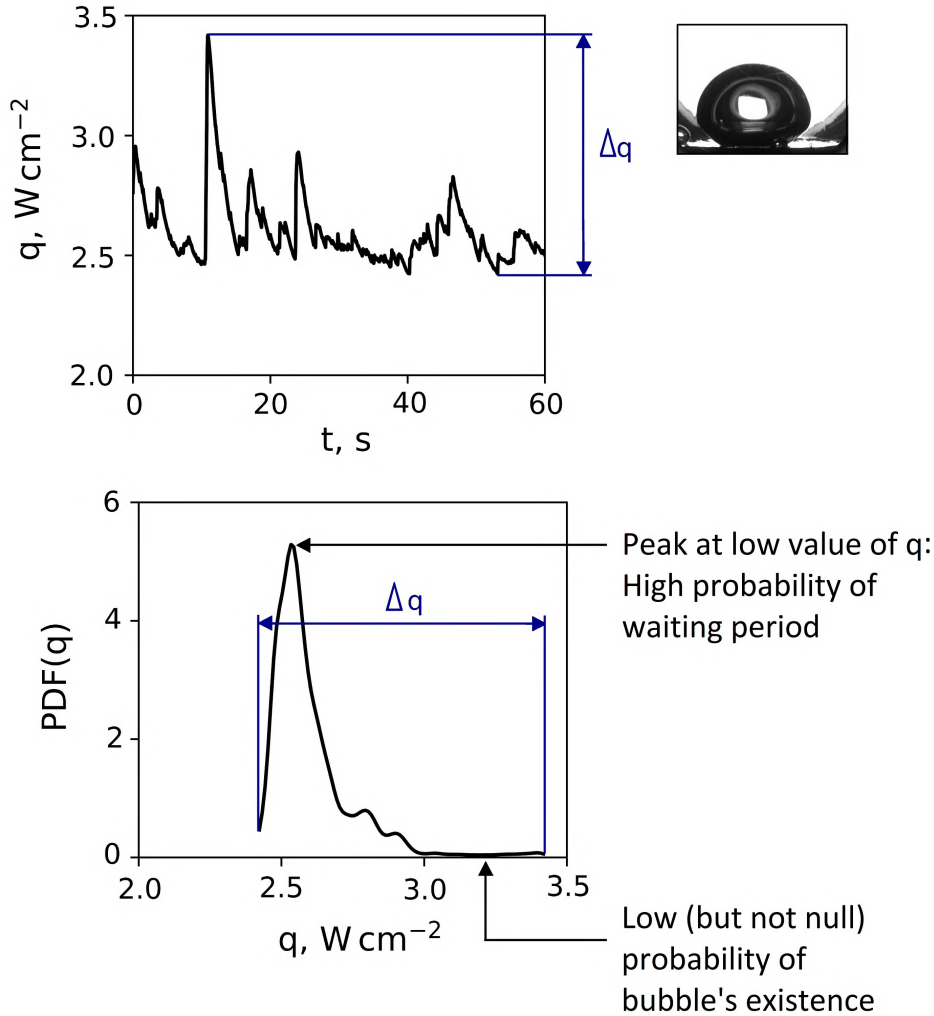 3.5
3.0
2.5
2.0
q, W cm⁻²
0
20
40
60
t, s
Δq
6
4
2
0
PDF(q)
2.0
2.5
3.0
3.5
q, W cm⁻²
Δq
Peak at low value of q:
High probability of
waiting period
Low (but not null)
probability of
bubble's existence